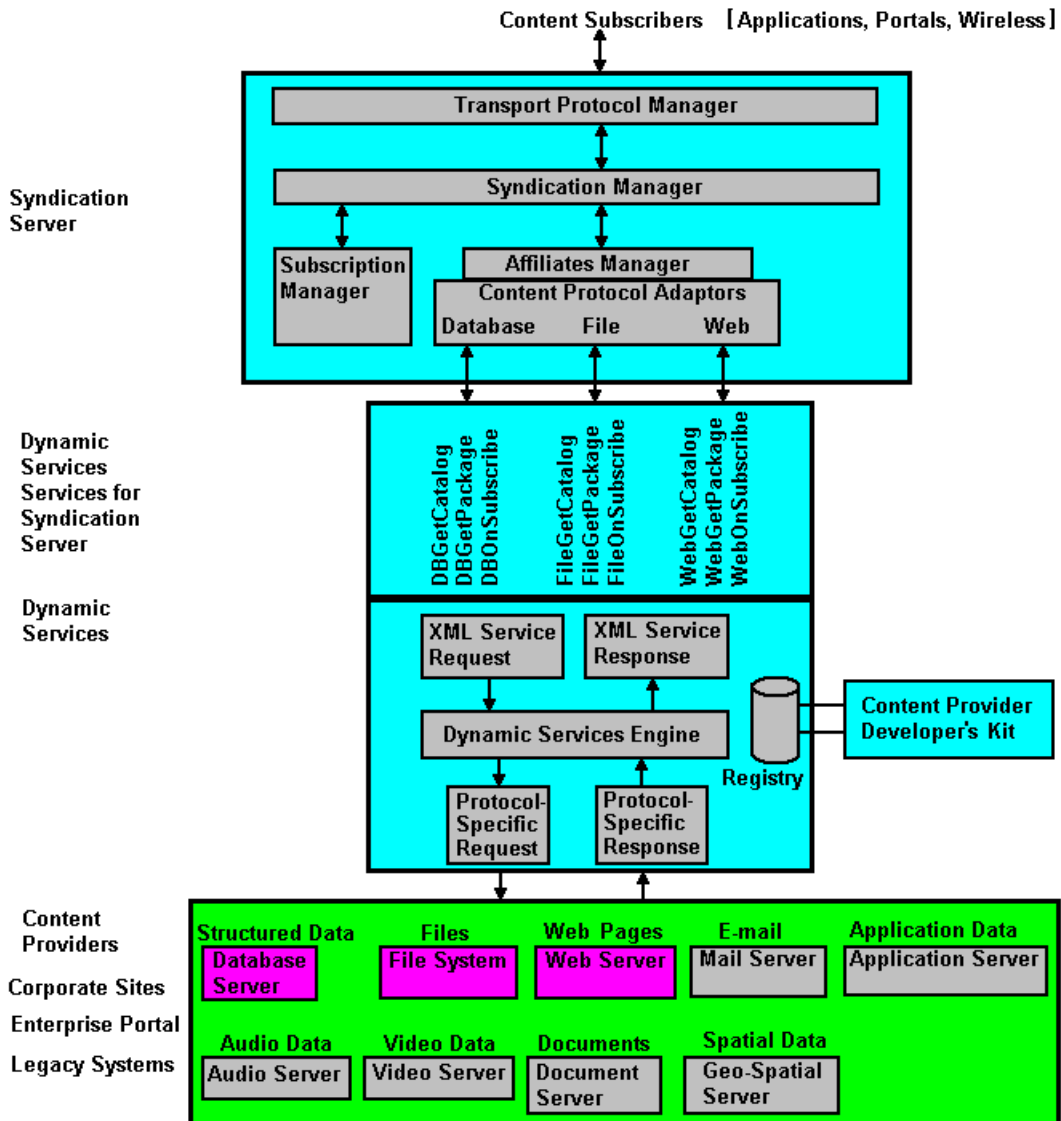 Content Subscribers [Applications, Portals, Wireless]
Transport Protocol Manager
Syndication Manager
Syndication
Server
Subscription
Manager
Affiliates Manager
Content Protocol Adaptors
Database File Web
Dynamic
Services
Services for
Syndication
Server
DBGetCatalog
DBGetPackage
DBOnSubscribe
FileGetCatalog
FileGetPackage
FileOnSubscribe
WebGetCatalog
WebGetPackage
WebOnSubscribe
Dynamic
Services
XML Service
Request
XML Service
Response
Dynamic Services Engine
Registry
Content Provider
Developer's Kit
Protocol-
Specific
Request
Protocol-
Specific
Response
Content
Providers
Corporate Sites
Enterprise Portal
Legacy Systems
Structured Data
Database
Server
Files
File System
Web Pages
Web Server
E-mail
Mail Server
Application Data
Application Server
Audio Data
Audio Server
Video Data
Video Server
Documents
Document
Server
Spatial Data
Geo-Spatial
Server